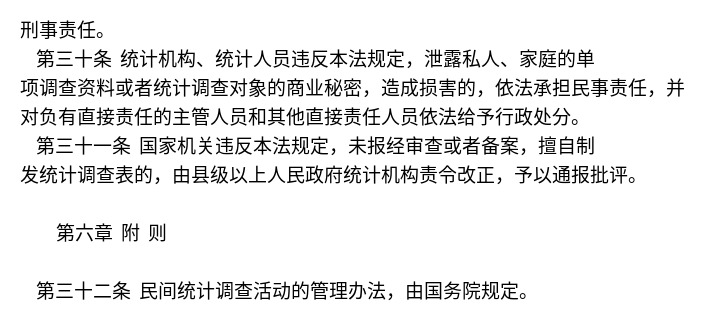 刑事责任。
第三十条 统计机构、统计人员违反本法规定，泄露私人、家庭的单
项调查资料或者统计调查对象的商业秘密，造成损害的，依法承担民事责任，并
对负有直接责任的主管人员和其他直接责任人员依法给予行政处分。
第三十一条 国家机关违反本法规定，未报经审查或者备案，擅自制
发统计调查表的，由县级以上人民政府统计机构责令改正，予以通报批评。
第六章 附 则
第三十二条 民间统计调查活动的管理办法，由国务院规定。